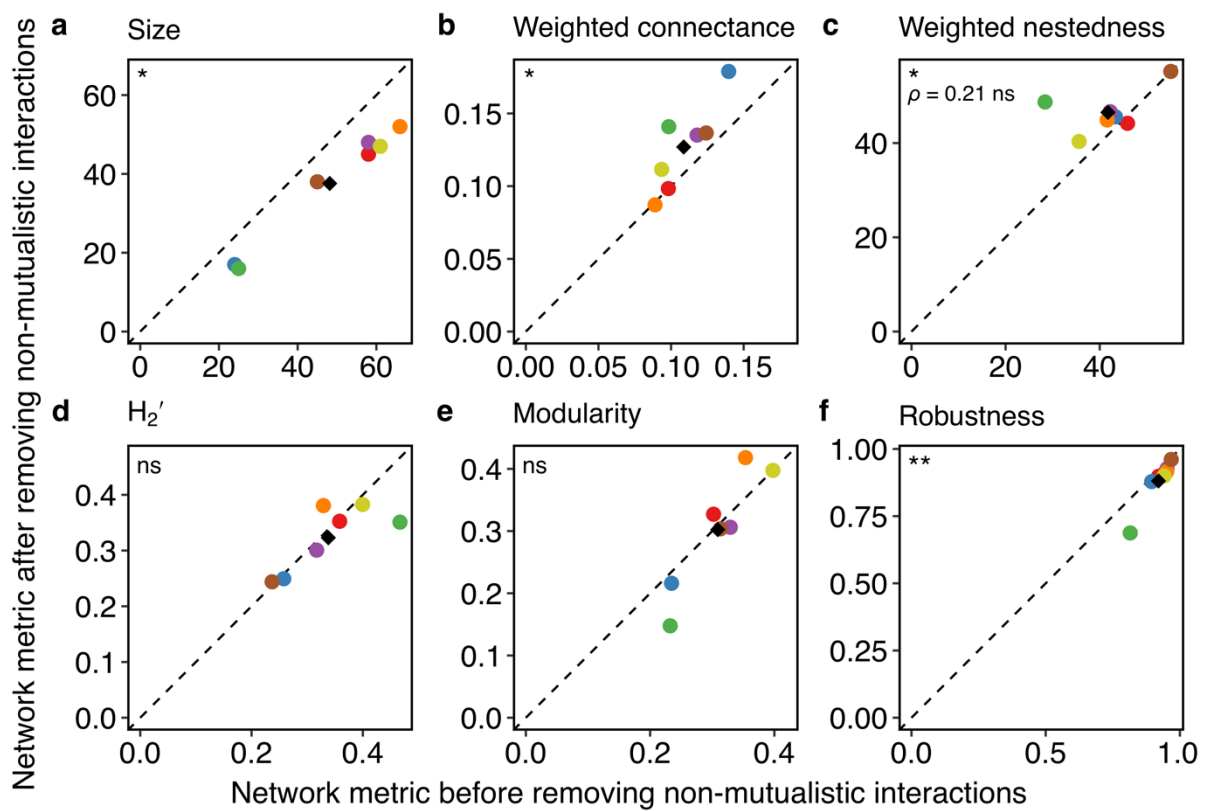 Network metric after removing non-mutualistic interactions
a Size
*
60
40
20
0
0 20 40 60
b Weighted connectance
*
0.15
0.10
0.05
0.00
0.00 0.05 0.10 0.15
c Weighted nestedness
*
ρ = 0.21 ns
40
20
0
0 20 40
d H₂′
ns
0.4
0.3
0.2
0.1
0.0
0.0 0.2 0.4
e Modularity
ns
0.4
0.3
0.2
0.1
0.0
0.0 0.2 0.4
f Robustness
**
1.00
0.75
0.50
0.25
0.00
0.0 0.5 1.0
Network metric before removing non-mutualistic interactions